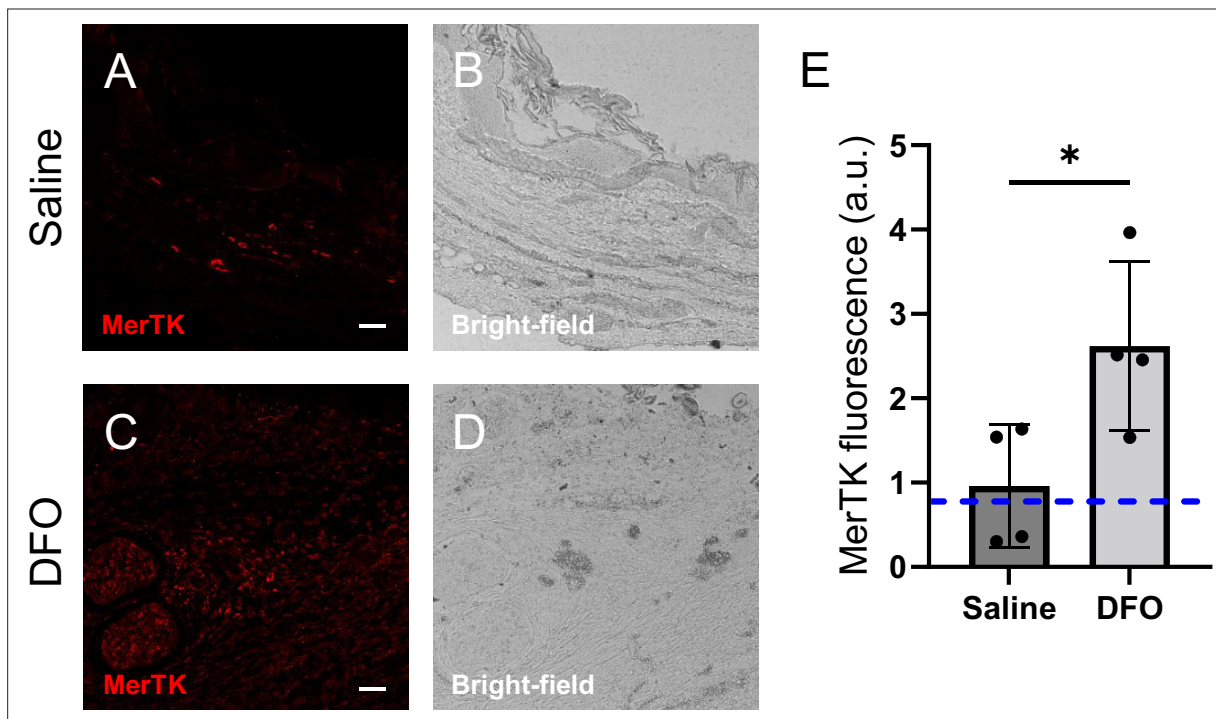 Saline
A
MerTK
B
Bright-field
DFO
C
MerTK
D
Bright-field
E
MerTK fluorescence (a.u.)
5
4
3
2
1
0
*
Saline DFO